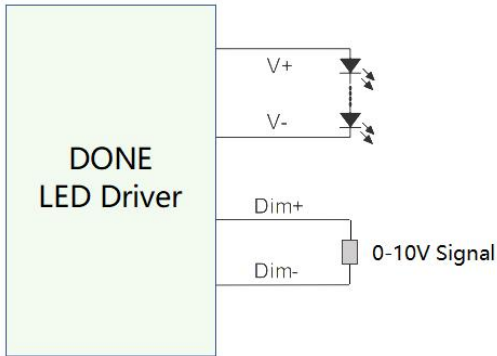 V+
V-
DONE
LED Driver
Dim+
0-10V Signal
Dim-